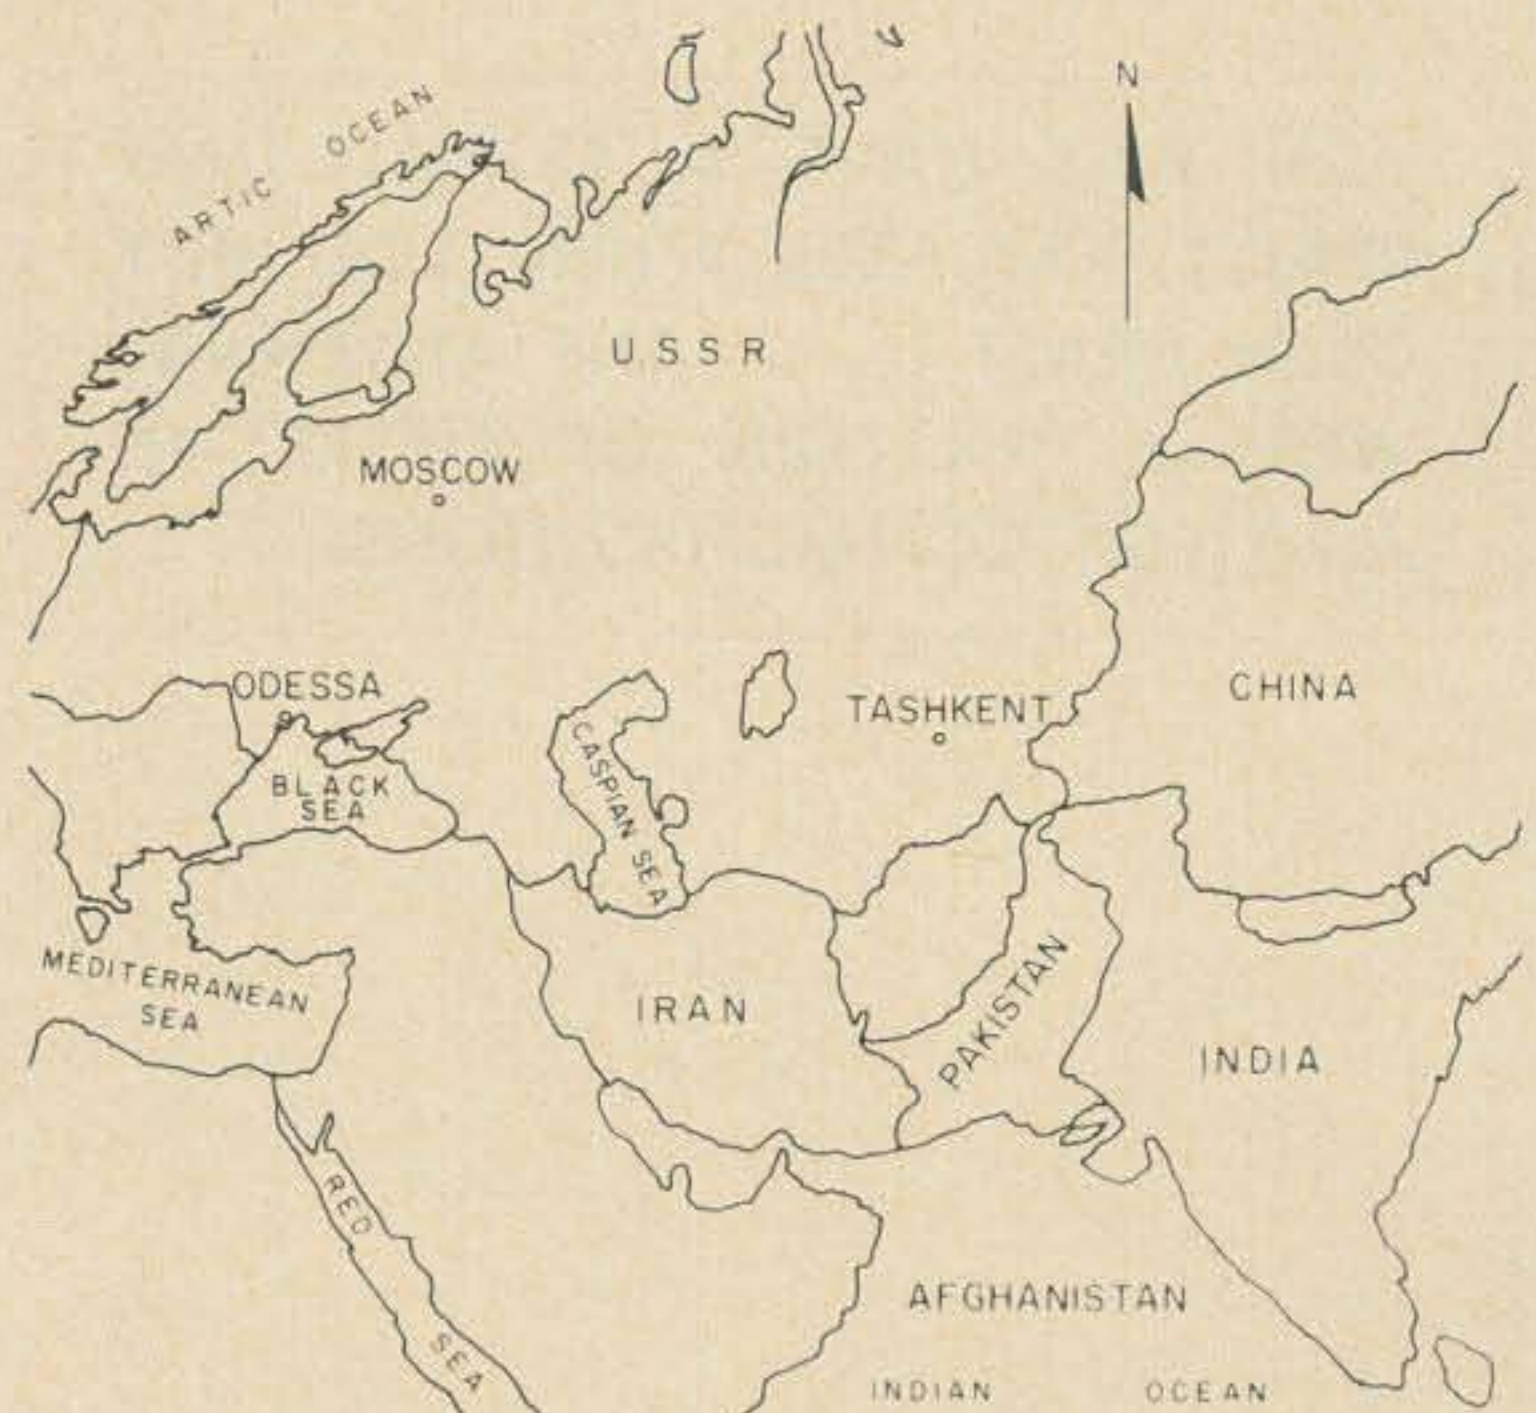 N
ARTIC OCEAN
USSR
MOSCOW
ODESSA
TASHKENT
CHINA
BLACK
SEA
CASPIAN SEA
MEDITERRANEAN
SEA
IRAN
PAKISTAN
INDIA
RED SEA
AFGHANISTAN
INDIAN OCEAN